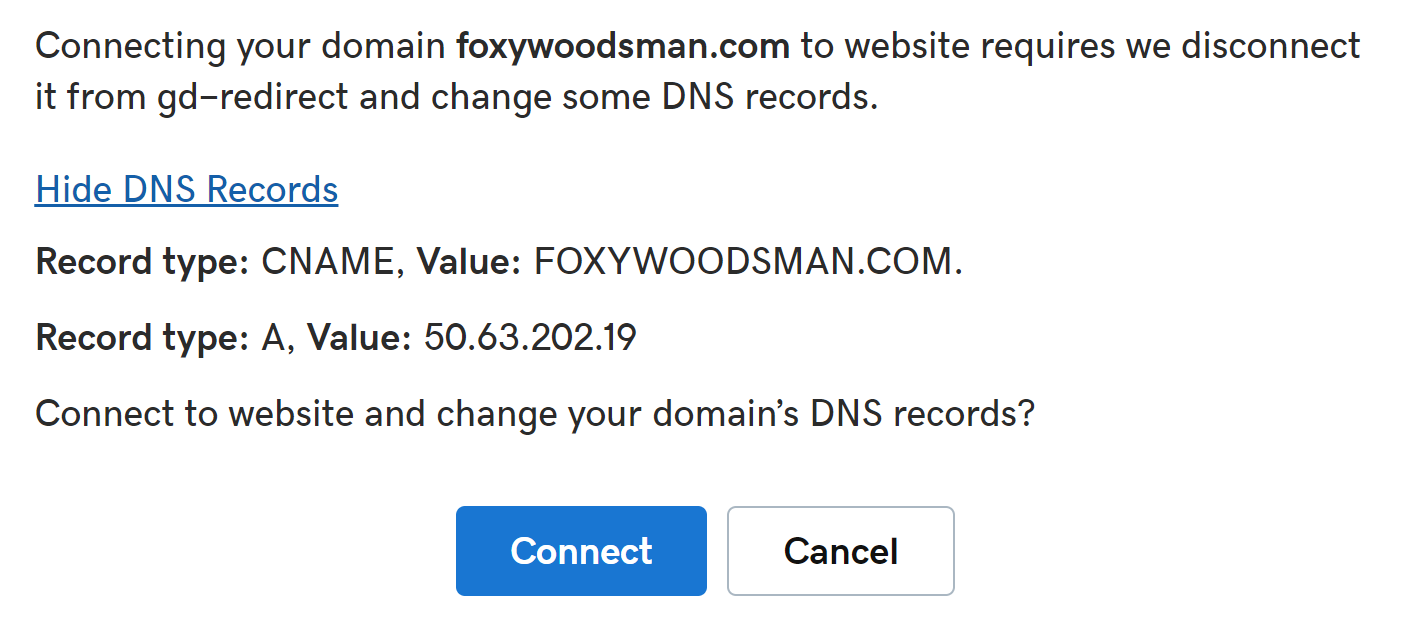 Connecting your domain foxywoodsman.com to website requires we disconnect
it from gd-redirect and change some DNS records.
Hide DNS Records
Record type: CNAME, Value: FOXYWOODSMAN.COM.
Record type: A, Value: 50.63.202.19
Connect to website and change your domain’s DNS records?
Connect Cancel